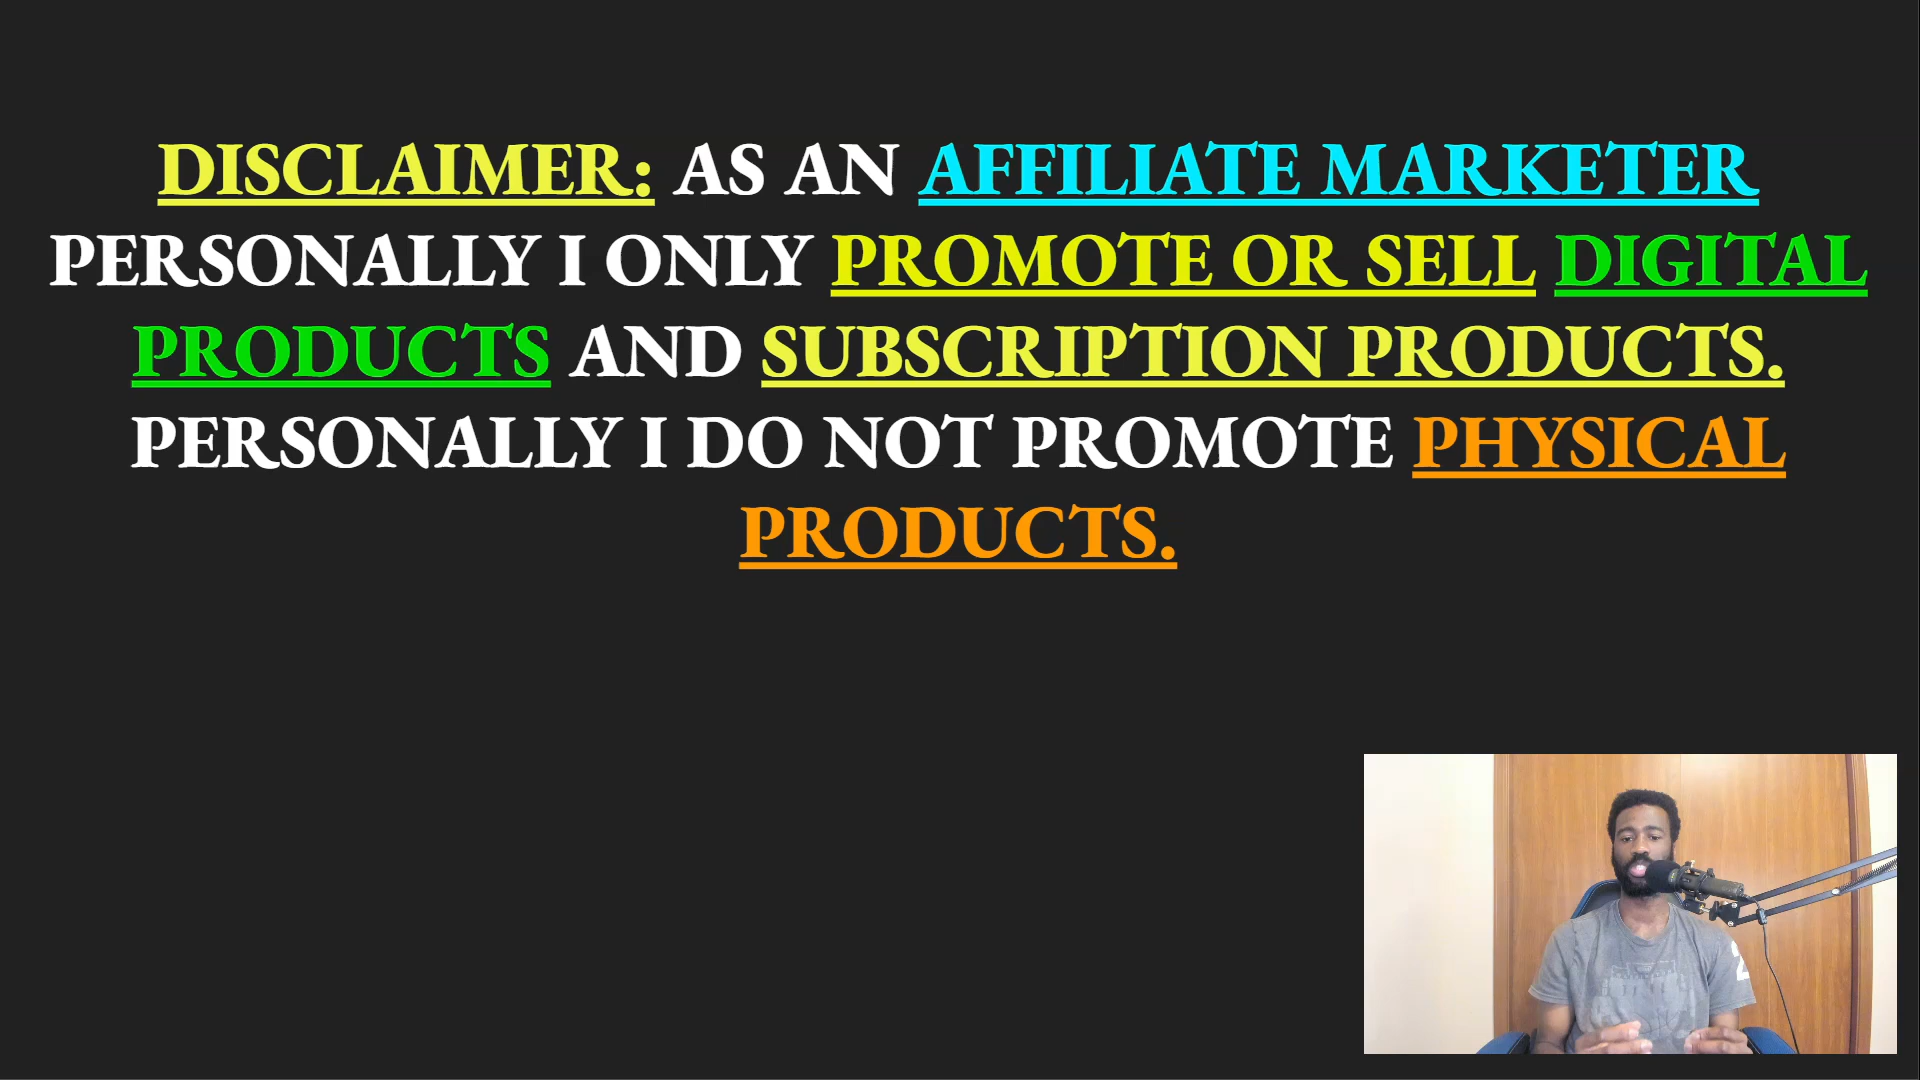 DISCLAIMER: AS AN AFFILIATE MARKETER
PERSONALLY I ONLY PROMOTE OR SELL DIGITAL
PRODUCTS AND SUBSCRIPTION PRODUCTS.
PERSONALLY I DO NOT PROMOTE PHYSICAL
PRODUCTS.
2